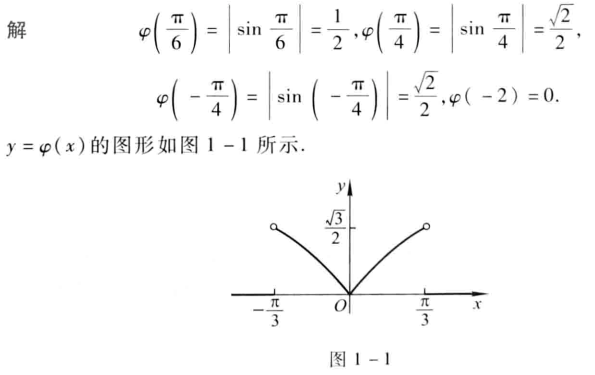 解 φ(π/6) = |sin π/6| = 1/2, φ(π/4) = |sin π/4| = √2/2,
φ(-π/4) = |sin(-π/4)| = √2/2, φ(-2) = 0.
y = φ(x)的图形如图 1-1 所示.
y
√3/2
-π/3 O π/3 x
图 1-1